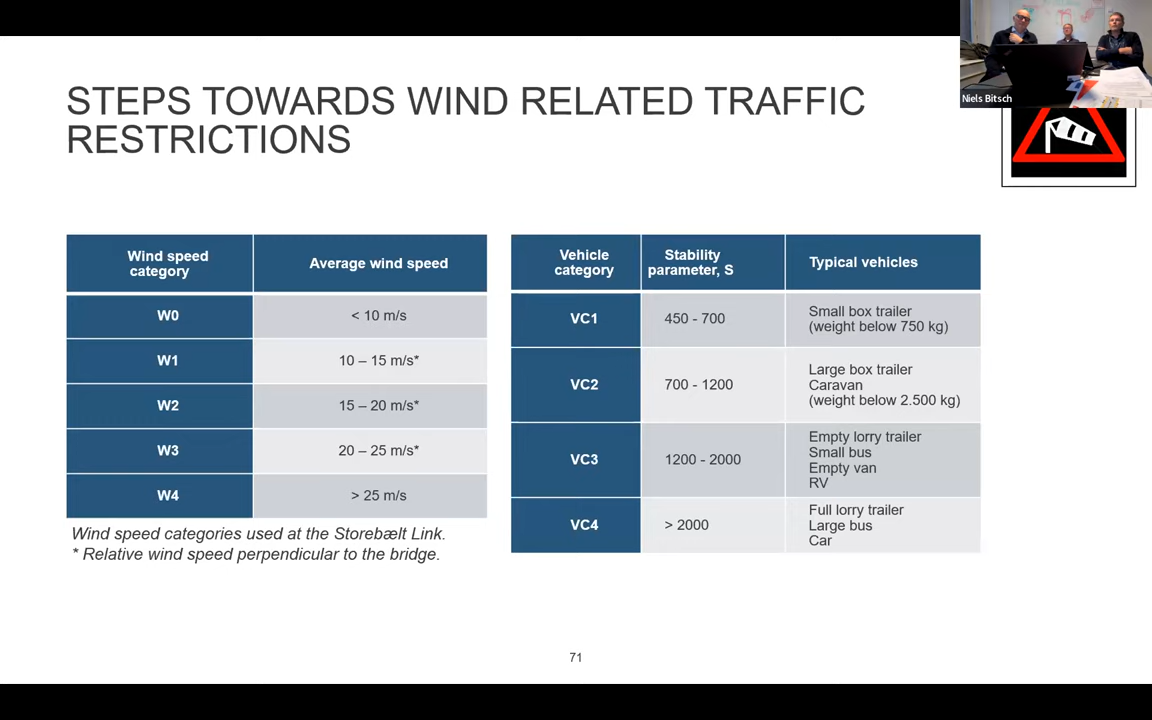 Niels Bitsch
STEPS TOWARDS WIND RELATED TRAFFIC
RESTRICTIONS
Wind speed
category
Average wind speed
W0
< 10 m/s
W1
10 – 15 m/s*
W2
15 – 20 m/s*
W3
20 – 25 m/s*
W4
> 25 m/s
Wind speed categories used at the Storebælt Link.
* Relative wind speed perpendicular to the bridge.
Vehicle
category
Stability
parameter, S
Typical vehicles
VC1
450 - 700
Small box trailer
(weight below 750 kg)
VC2
700 - 1200
Large box trailer
Caravan
(weight below 2.500 kg)
VC3
1200 - 2000
Empty lorry trailer
Small bus
Empty van
RV
VC4
> 2000
Full lorry trailer
Large bus
Car
71